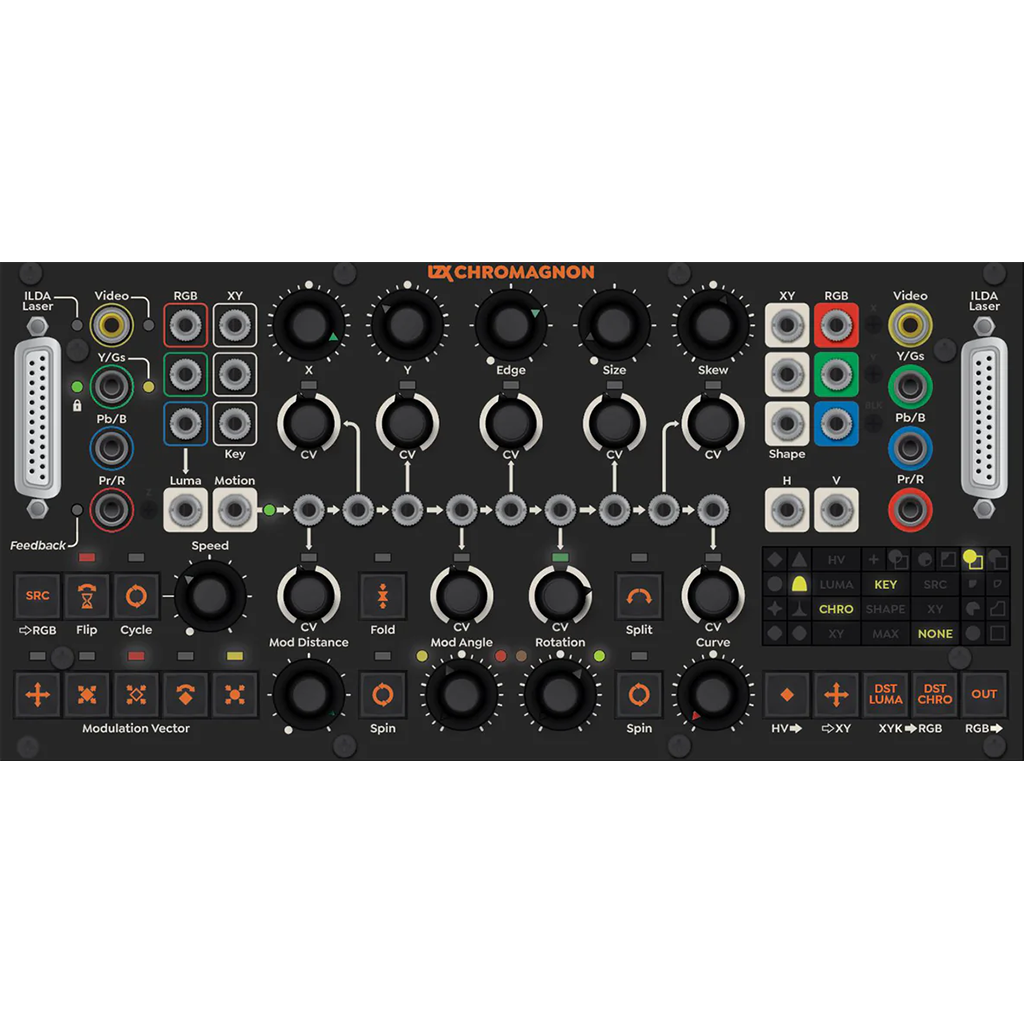 LZX CHROMAGNON
ILDA
Laser
Video
RGB
XY
Y/Gs
Pb/B
Pr/R
Key
Luma
Motion
Feedback
X
Y
Edge
Size
Skew
CV
CV
CV
CV
CV
XY
RGB
Video
ILDA
Laser
Y/Gs
Pb/B
Pr/R
Shape
H
V
X
Y
BLK
Z
Speed
SRC
RGB
Flip
Cycle
CV
Mod Distance
Fold
CV
Mod Angle
CV
Rotation
Split
CV
Curve
HV
LUMA
KEY
SRC
CHRO
SHAPE
XY
XY
MAX
NONE
Modulation Vector
Spin
Spin
DST
LUMA
DST
CHRO
OUT
HV
XY
XYK
RGB
RGB